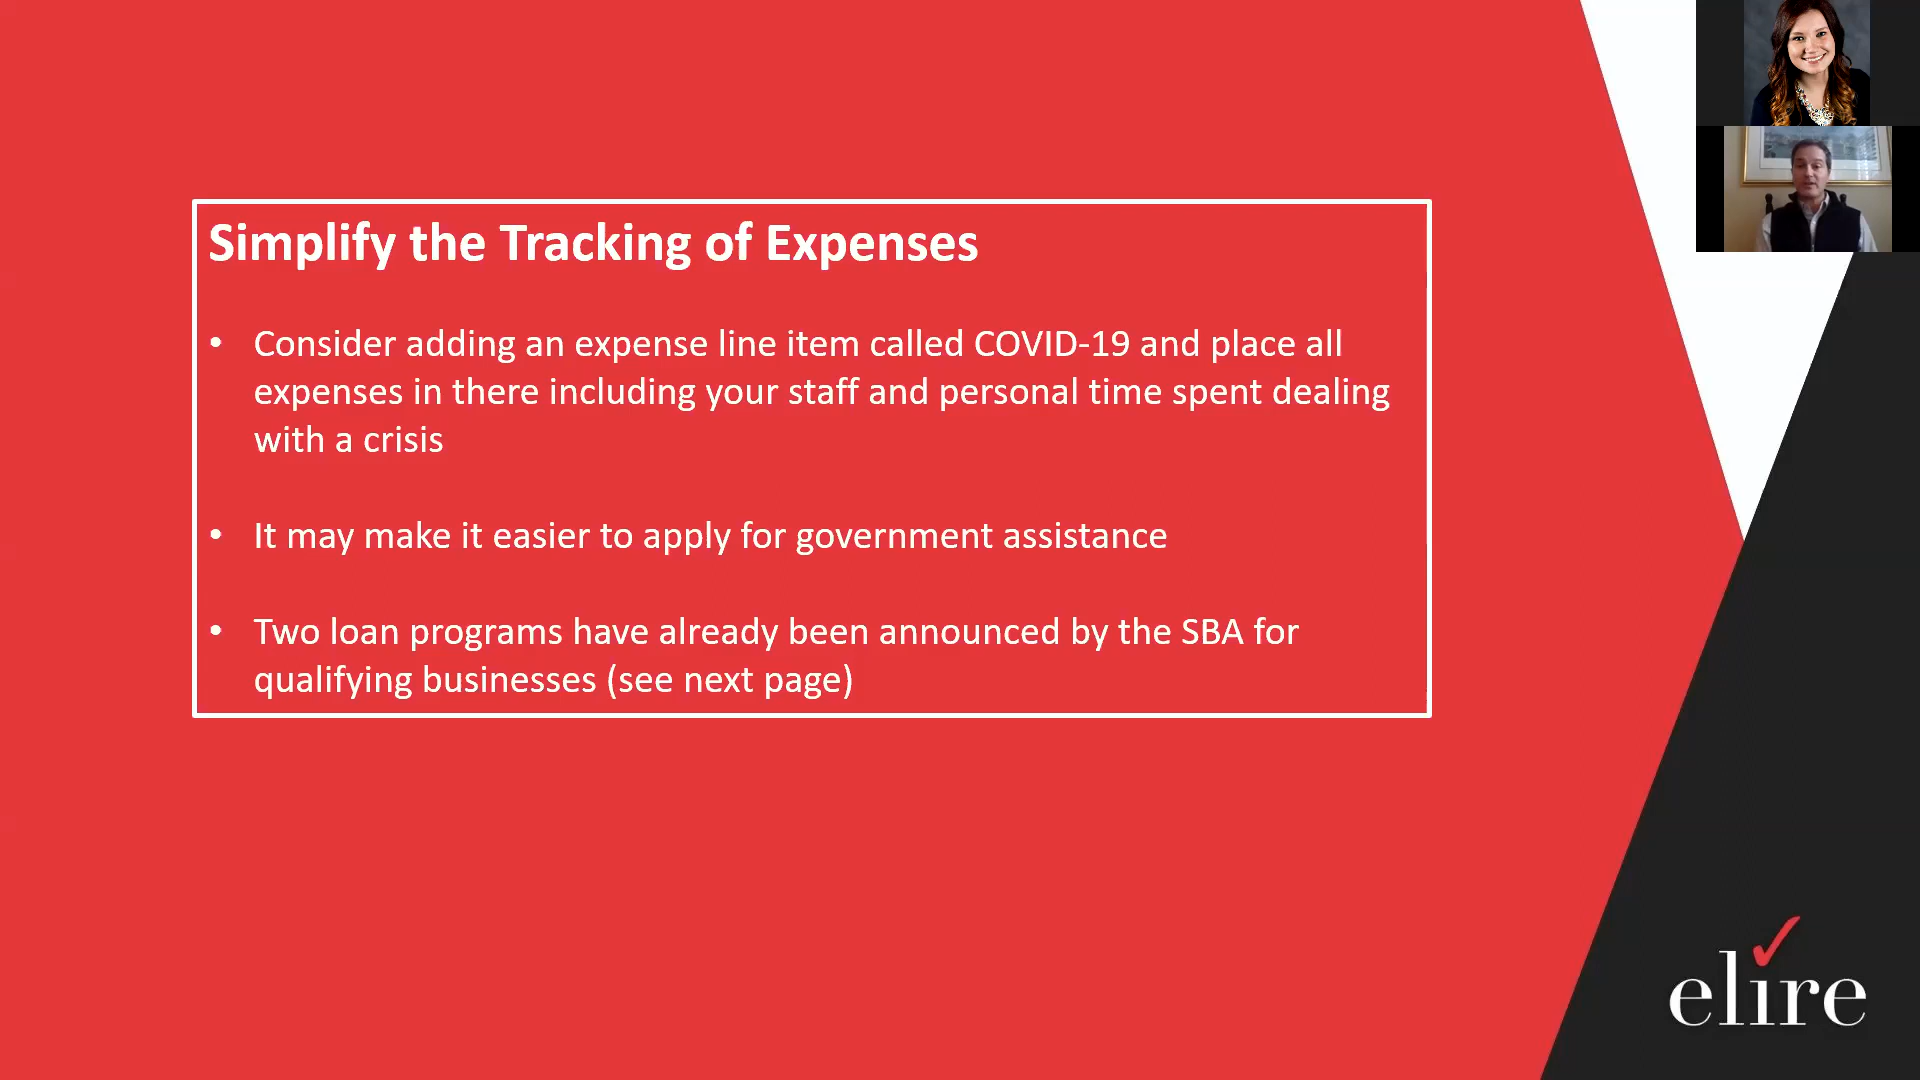 Simplify the Tracking of Expenses
• Consider adding an expense line item called COVID-19 and place all
expenses in there including your staff and personal time spent dealing
with a crisis
• It may make it easier to apply for government assistance
• Two loan programs have already been announced by the SBA for
qualifying businesses (see next page)
elire